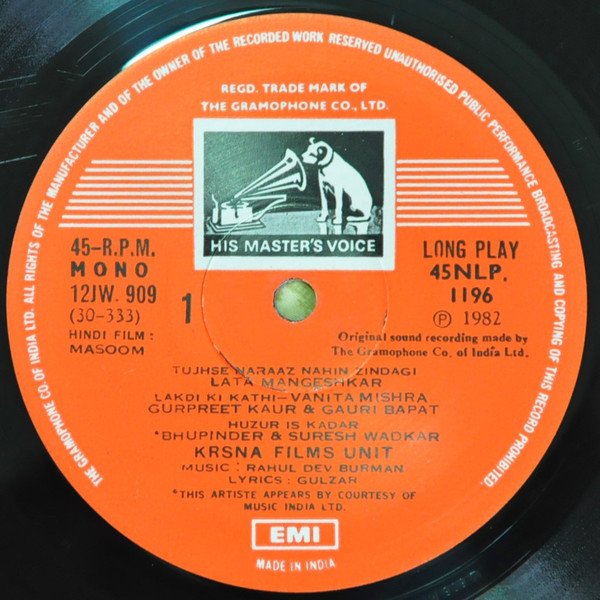 THE GRAMOPHONE CO. OF INDIA LTD. ALL RIGHTS OF THE MANUFACTURER AND OF THE OWNER OF THE RECORDED WORK RESERVED UNAUTHORISED PUBLIC PERFORMANCE BROADCASTING AND COPYING OF THIS RECORD PROHIBITED.
REGD. TRADE MARK OF
THE GRAMOPHONE CO., LTD.
HIS MASTER'S VOICE
45-R.P.M.
MONO
12JW. 909
(30-333)
HINDI FILM :
MASOOM
1
LONG PLAY
45NLP.
1196
Ⓟ 1982
Original sound recording made by
The Gramophone Co. of India Ltd.
TUJHSE NARAAZ NAHIN ZINDAGI
LATA MANGESHKAR
LAKDI KI KATHI-VANITA MISHRA
GURPREET KAUR & GAURI BAPAT
HUZUR IS KADAR
*BHUPINDER & SURESH WADKAR
KRSNA FILMS UNIT
MUSIC : RAHUL DEV BURMAN
LYRICS : GULZAR
*THIS ARTISTE APPEARS BY COURTESY OF
MUSIC INDIA LTD.
EMI
MADE IN INDIA